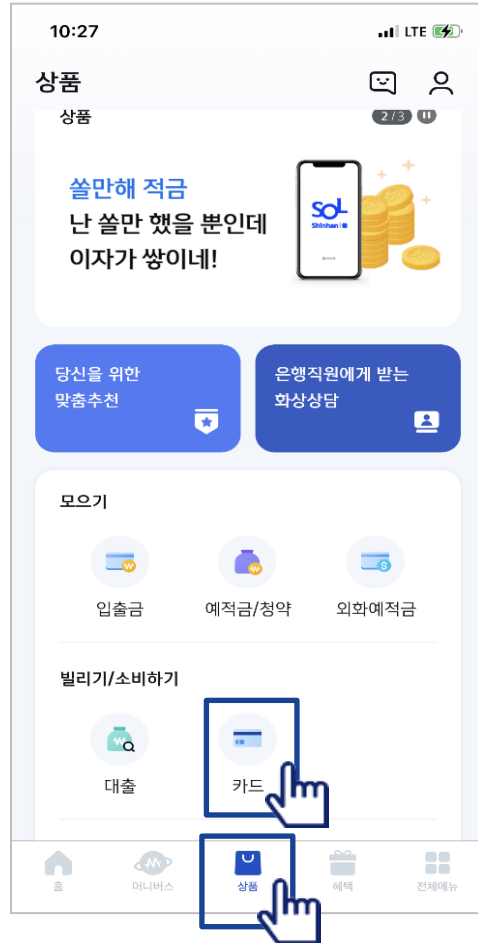 10:27
LTE
상품
상품
2/3
쏠만해 적금
난 쏠만 했을 뿐인데
이자가 쌓이네!
SOL
Shinhan
당신을 위한
맞춤추천
은행직원에게 받는
화상상담
모으기
입출금
예적금/청약
외화예적금
빌리기/소비하기
대출
카드
홈
머니버스
상품
혜택
전체메뉴